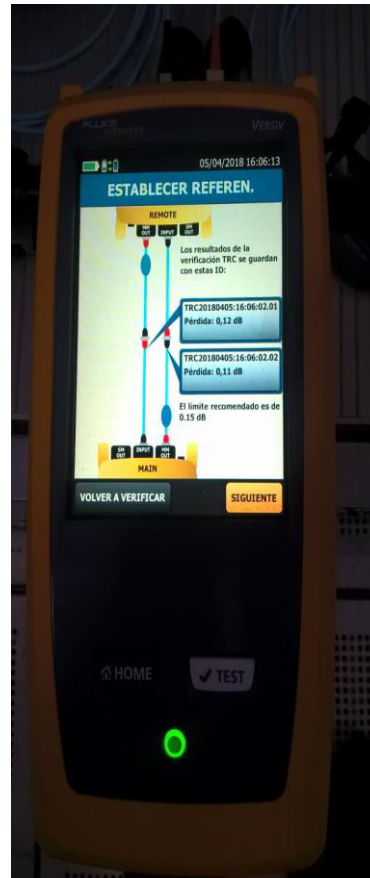 FLUKE
networks
VERSIV
05/04/2018 16:06:13
ESTABLECER REFEREN.
REMOTE
MM OUT INPUT SM OUT
Los resultados de la
verificación TRC se guardan
con estas ID:
TRC20180405:16:06:02.01
Pérdida: 0,12 dB
TRC20180405:16:06:02.02
Pérdida: 0,11 dB
El límite recomendado es de
0.15 dB
SM OUT INPUT MM OUT
MAIN
VOLVER A VERIFICAR
SIGUIENTE
HOME
TEST